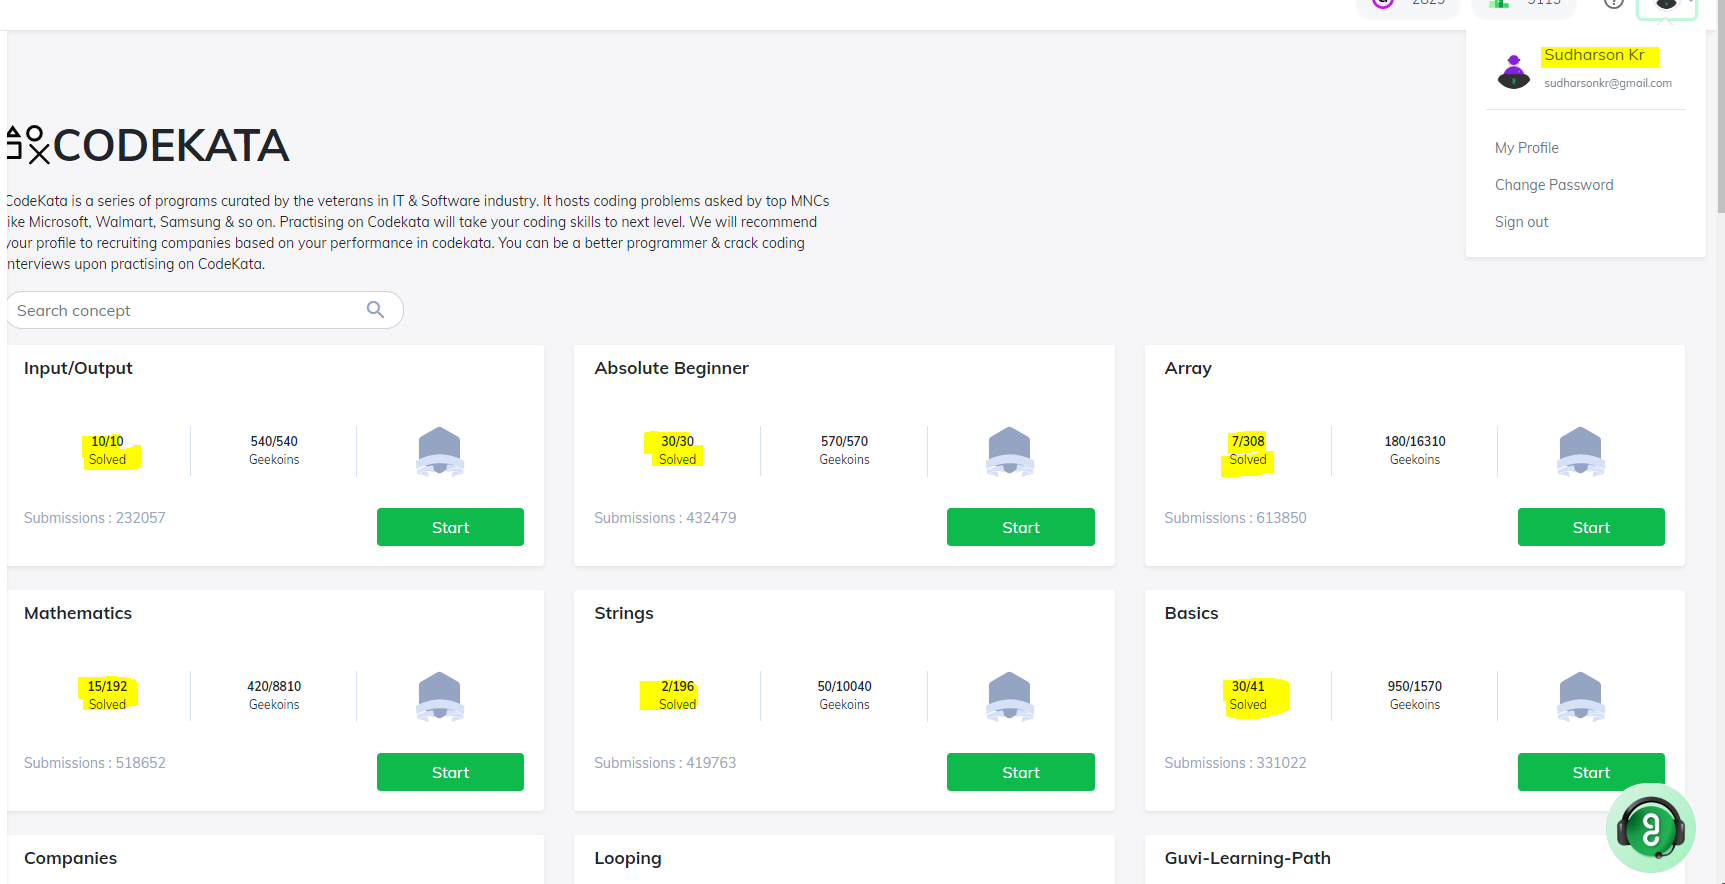 Sudharson Kr
sudharsonkr@gmail.com
My Profile
Change Password
Sign out
CODEKATA
CodeKata is a series of programs curated by the veterans in IT & Software industry. It hosts coding problems asked by top MNCs
ike Microsoft, Walmart, Samsung & so on. Practising on Codekata will take your coding skills to next level. We will recommend
your profile to recruiting companies based on your performance in codekata. You can be a better programmer & crack coding
nterviews upon practising on CodeKata.
Search concept
Input/Output
10/10
Solved
540/540
Geekoins
Submissions : 232057
Start
Absolute Beginner
30/30
Solved
570/570
Geekoins
Submissions : 432479
Start
Array
7/308
Solved
180/16310
Geekoins
Submissions : 613850
Start
Mathematics
15/192
Solved
420/8810
Geekoins
Submissions : 518652
Start
Strings
2/196
Solved
50/10040
Geekoins
Submissions : 419763
Start
Basics
30/41
Solved
950/1570
Geekoins
Submissions : 331022
Start
Companies
Looping
Guvi-Learning-Path